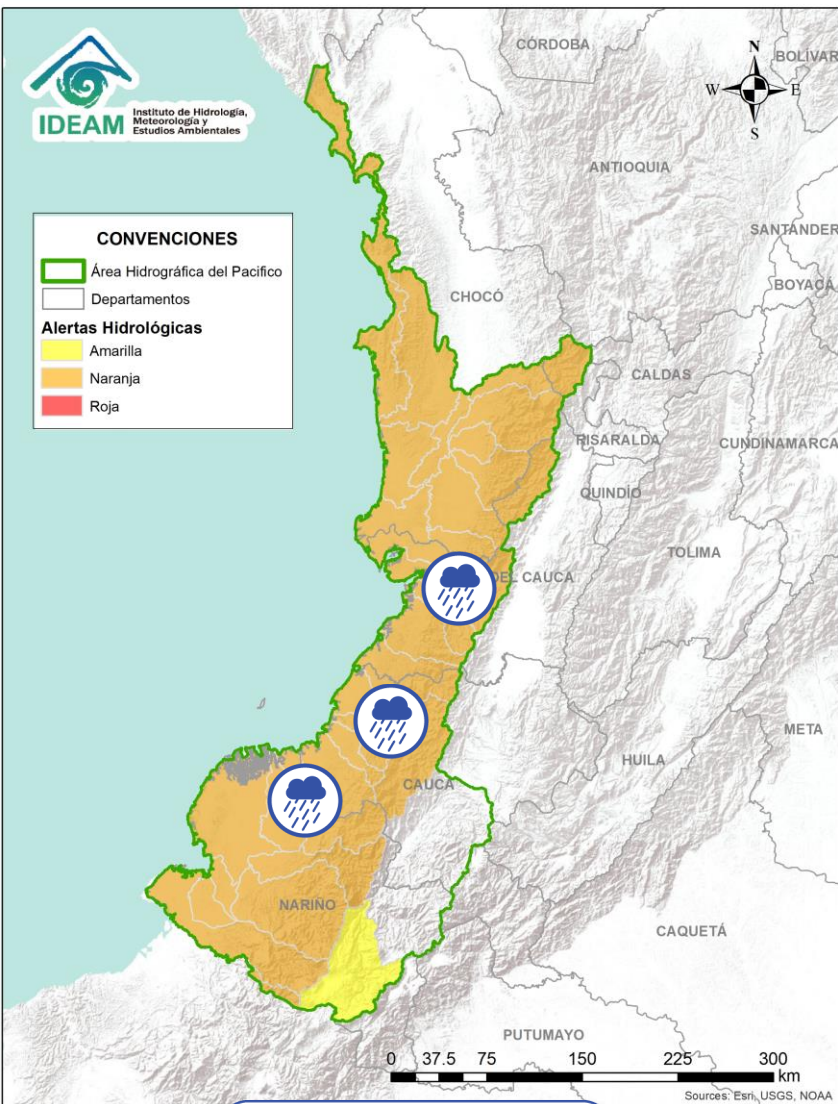 IDEAM
Instituto de Hidrología,
Meteorología y
Estudios Ambientales
CONVENCIONES
Área Hidrográfica del Pacifico
Departamentos
Alertas Hidrológicas
Amarilla
Naranja
Roja
N
W E
S
CÓRDOBA
BOLÍVAR
ANTIOQUIA
SANTANDER
BOYACÁ
CHOCÓ
CALDAS
RISARALDA
CUNDINAMARCA
QUINDÍO
TOLIMA
DEL CAUCA
META
HUILA
CAUCA
NARIÑO
CAQUETÁ
PUTUMAYO
0 37.5 75 150 225 300
km
Sources: Esri, USGS, NOAA